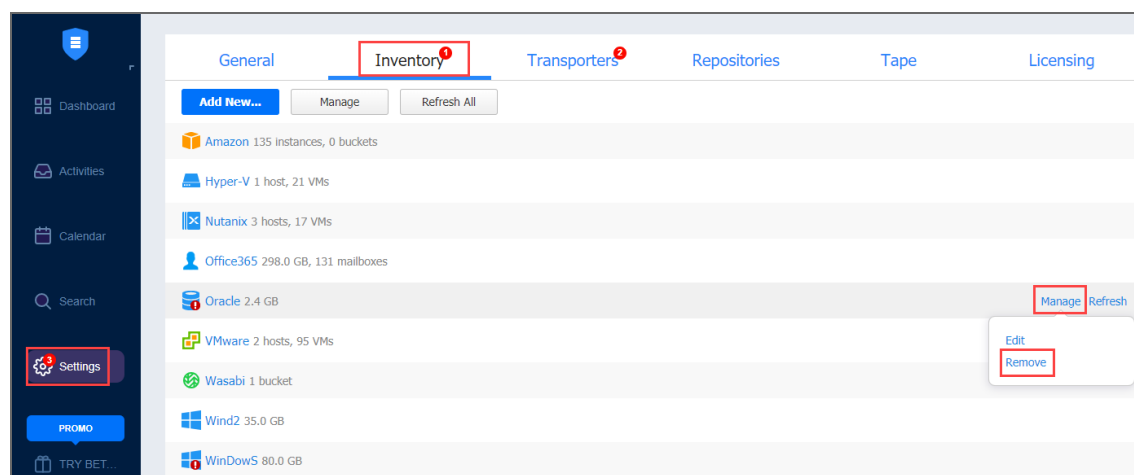 General Inventory 1 Transporters 2 Repositories Tape Licensing
Add New... Manage Refresh All
Dashboard
Amazon 135 instances, 0 buckets
Activities
Hyper-V 1 host, 21 VMs
Nutanix 3 hosts, 17 VMs
Calendar
Office365 298.0 GB, 131 mailboxes
Search
Oracle 2.4 GB Manage Refresh
VMware 2 hosts, 95 VMs
Edit
3 Settings
Remove
Wasabi 1 bucket
Wind2 35.0 GB
PROMO
WinDowS 80.0 GB
TRY BET...